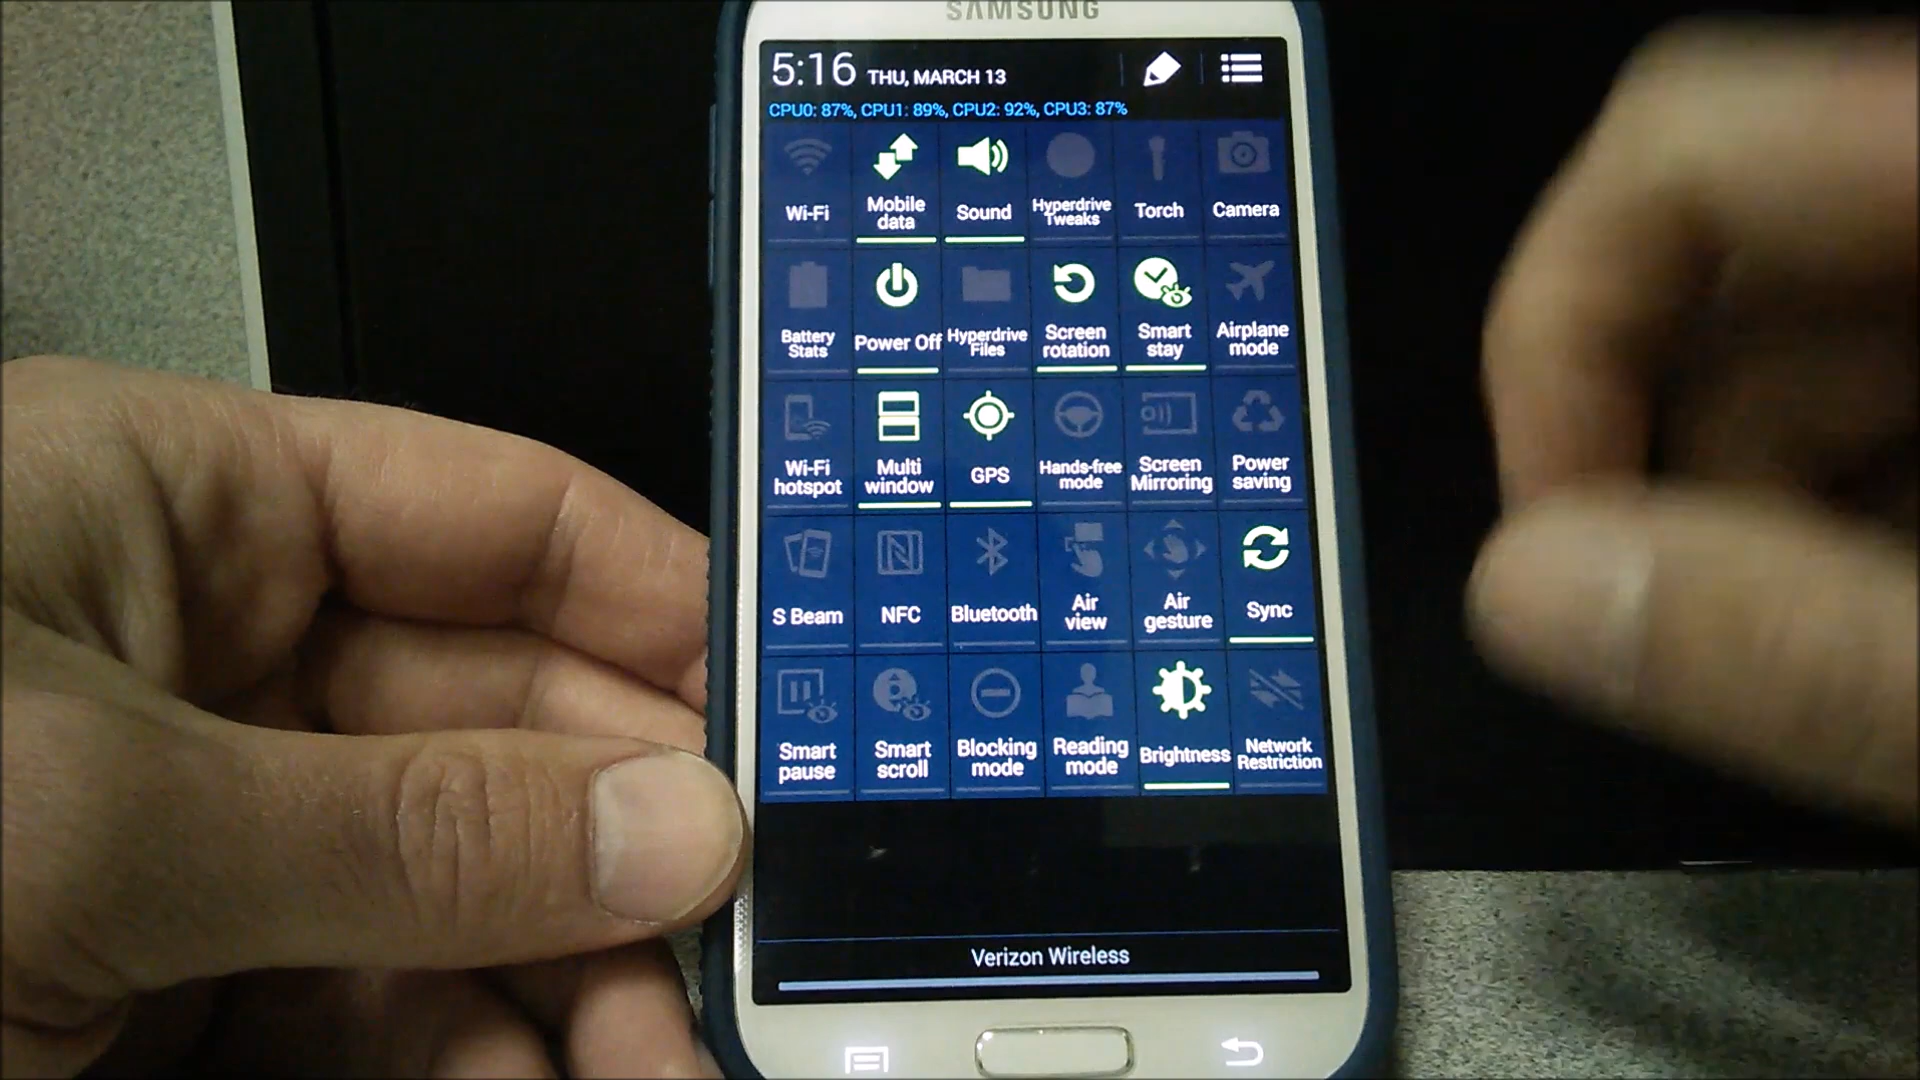 SAMSUNG
5:16 THU, MARCH 13
CPU0: 87%, CPU1: 89%, CPU2: 92%, CPU3: 87%
Wi-Fi
Mobile
data
Sound
Hyperdrive
Tweaks
Torch
Camera
Battery
Stats
Power Off
Hyperdrive
Files
Screen
rotation
Smart
stay
Airplane
mode
Wi-Fi
hotspot
Multi
window
GPS
Hands-free
mode
Screen
Mirroring
Power
saving
S Beam
NFC
Bluetooth
Air
view
Air
gesture
Sync
Smart
pause
Smart
scroll
Blocking
mode
Reading
mode
Brightness
Network
Restriction
Verizon Wireless